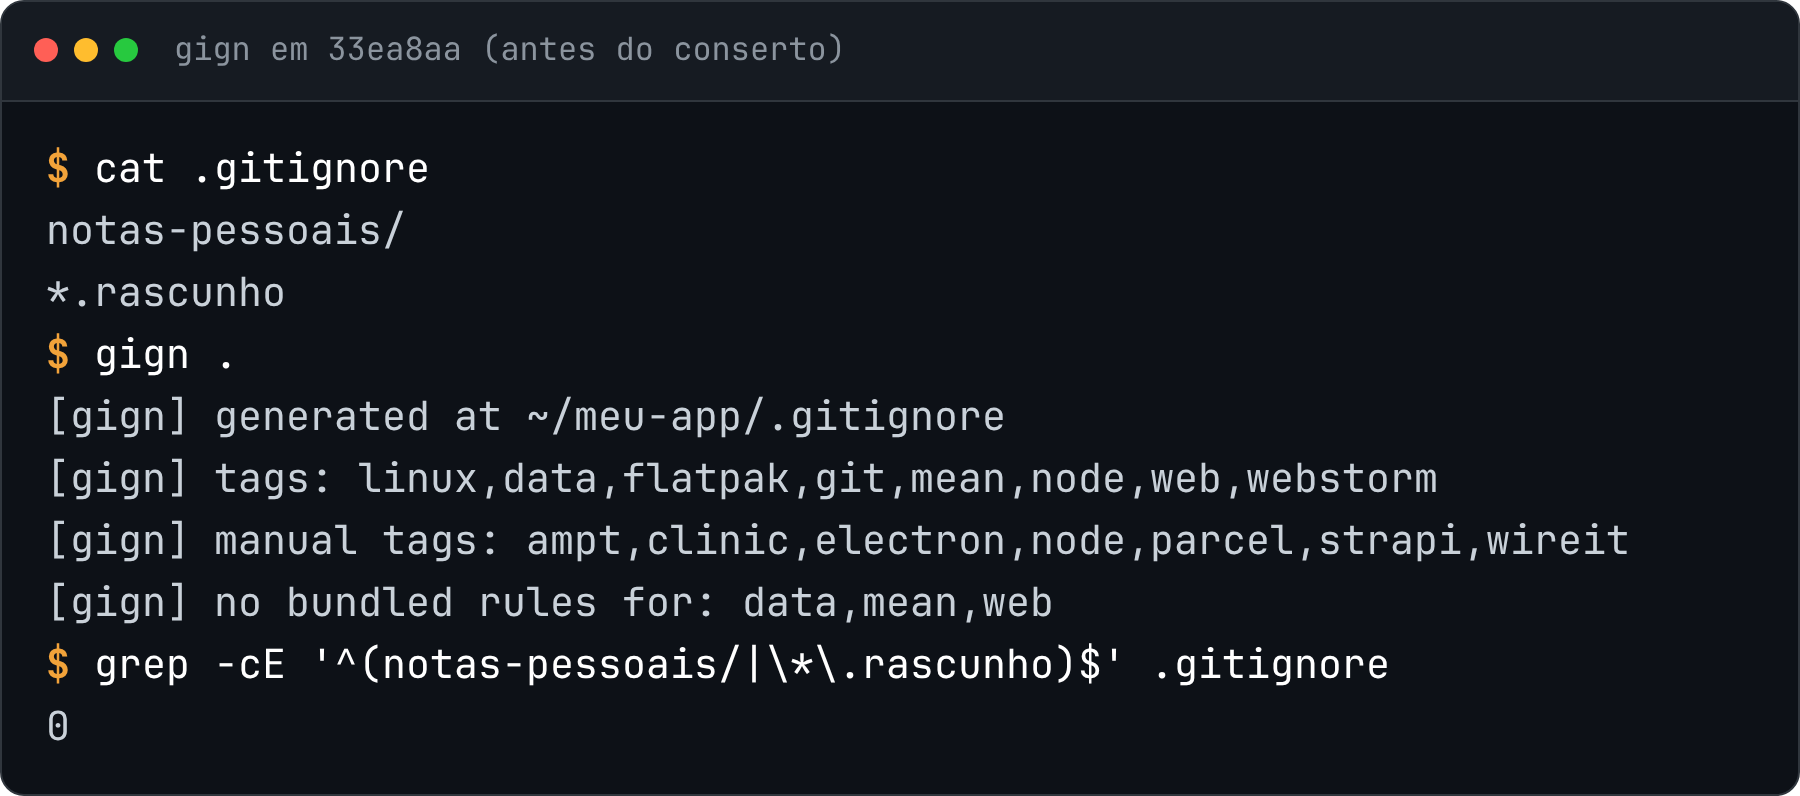 gign em 33ea8aa (antes do conserto)
$ cat .gitignore
notas-pessoais/
*.rascunho
$ gign .
[gign] generated at ~/meu-app/.gitignore
[gign] tags: linux,data,flatpak,git,mean,node,web,webstorm
[gign] manual tags: ampt,clinic,electron,node,parcel,strapi,wireit
[gign] no bundled rules for: data,mean,web
$ grep -cE '^(notas-pessoais/|\*\.rascunho)$' .gitignore
0